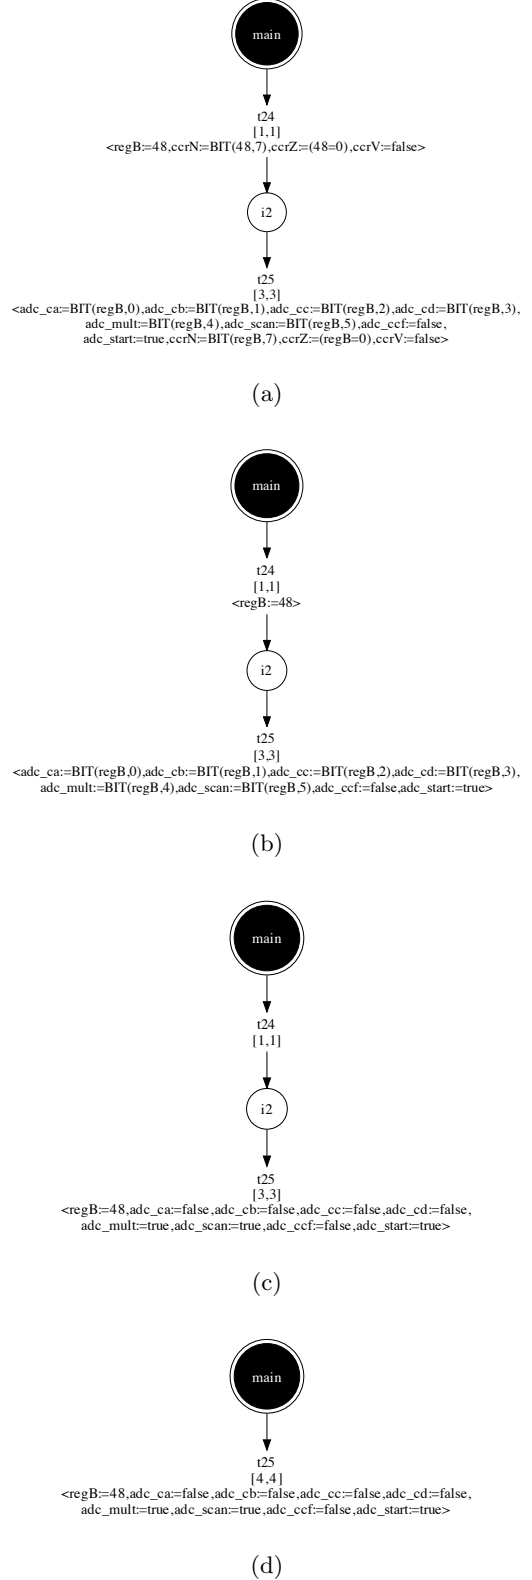 main
t24
[1,1]
<regB:=48,ccrN:=BIT(48,7),ccrZ:=(48=0),ccrV:=false>
i2
t25
[3,3]
<adc_ca:=BIT(regB,0),adc_cb:=BIT(regB,1),adc_cc:=BIT(regB,2),adc_cd:=BIT(regB,3),
adc_mult:=BIT(regB,4),adc_scan:=BIT(regB,5),adc_ccf:=false,
adc_start:=true,ccrN:=BIT(regB,7),ccrZ:=(regB=0),ccrV:=false>
(a)
main
t24
[1,1]
<regB:=48>
i2
t25
[3,3]
<adc_ca:=BIT(regB,0),adc_cb:=BIT(regB,1),adc_cc:=BIT(regB,2),adc_cd:=BIT(regB,3),
adc_mult:=BIT(regB,4),adc_scan:=BIT(regB,5),adc_ccf:=false,adc_start:=true>
(b)
main
t24
[1,1]
i2
t25
[3,3]
<regB:=48,adc_ca:=false,adc_cb:=false,adc_cc:=false,adc_cd:=false,
adc_mult:=true,adc_scan:=true,adc_ccf:=false,adc_start:=true>
(c)
main
t25
[4,4]
<regB:=48,adc_ca:=false,adc_cb:=false,adc_cc:=false,adc_cd:=false,
adc_mult:=true,adc_scan:=true,adc_ccf:=false,adc_start:=true>
(d)